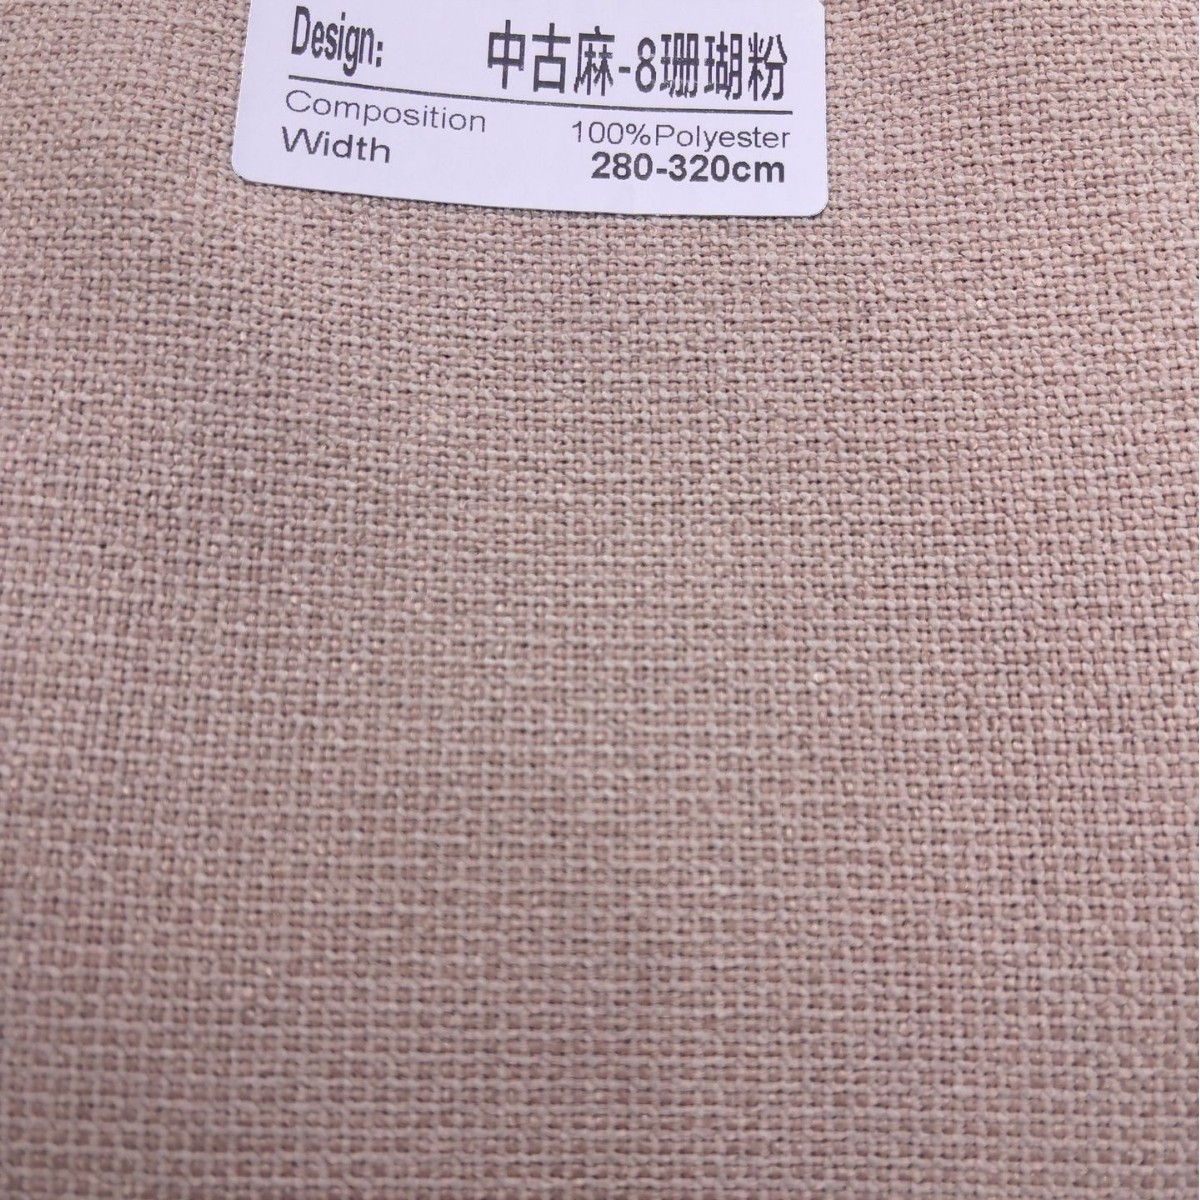 Design: 中古麻-8珊瑚粉
Composition 100%Polyester
Width 280-320cm